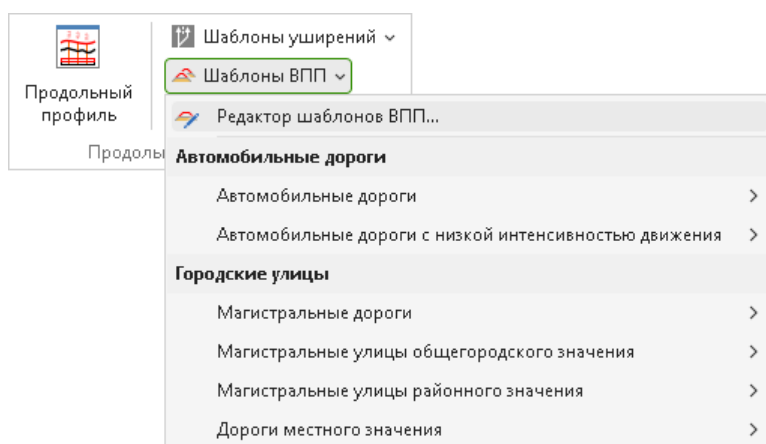 Шаблоны уширений
Продольный
профиль
Шаблоны ВПП
Редактор шаблонов ВПП...
Продоль
Автомобильные дороги
Автомобильные дороги
Автомобильные дороги с низкой интенсивностью движения
Городские улицы
Магистральные дороги
Магистральные улицы общегородского значения
Магистральные улицы районного значения
Дороги местного значения